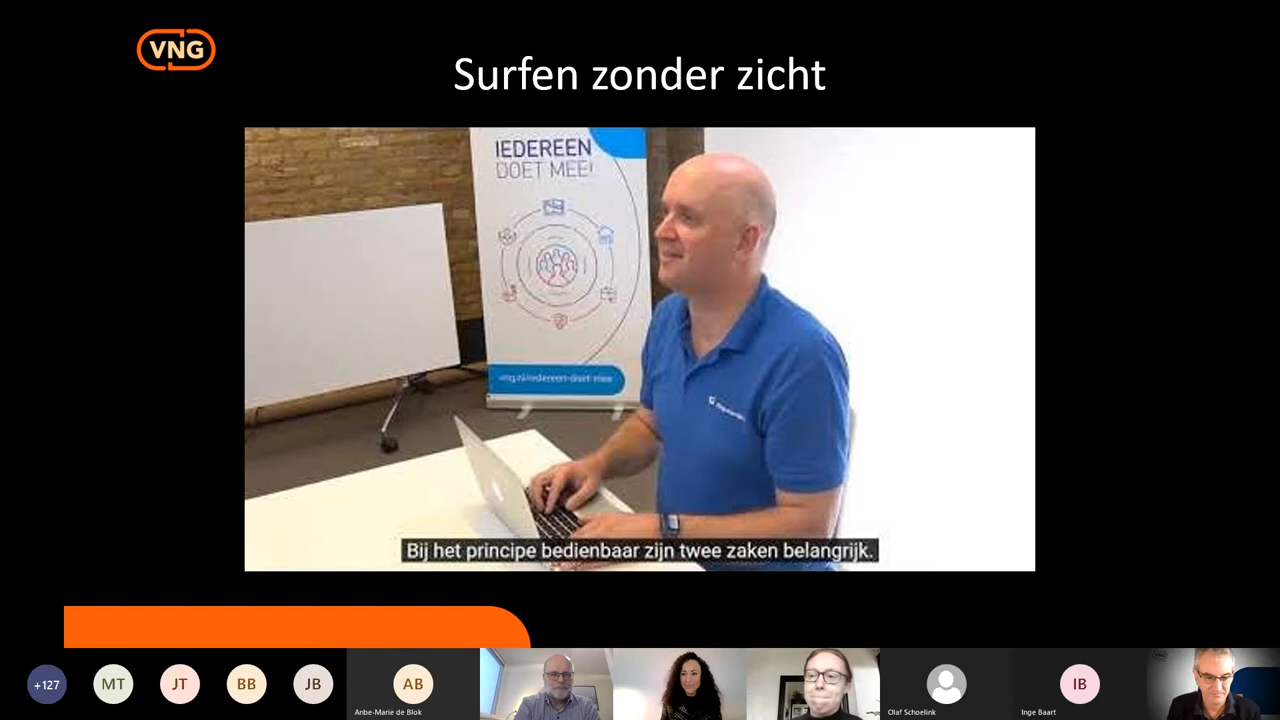 VNG
Surfen zonder zicht
IEDEREEN
DOET MEE!
vng.nl/iedereen-doet-mee
Bij het principe bedienbaar zijn twee zaken belangrijk.
+127
MT
JT
BB
JB
AB
Anbe-Marie de Blok
Olaf Schoelink
IB
Inge Baart